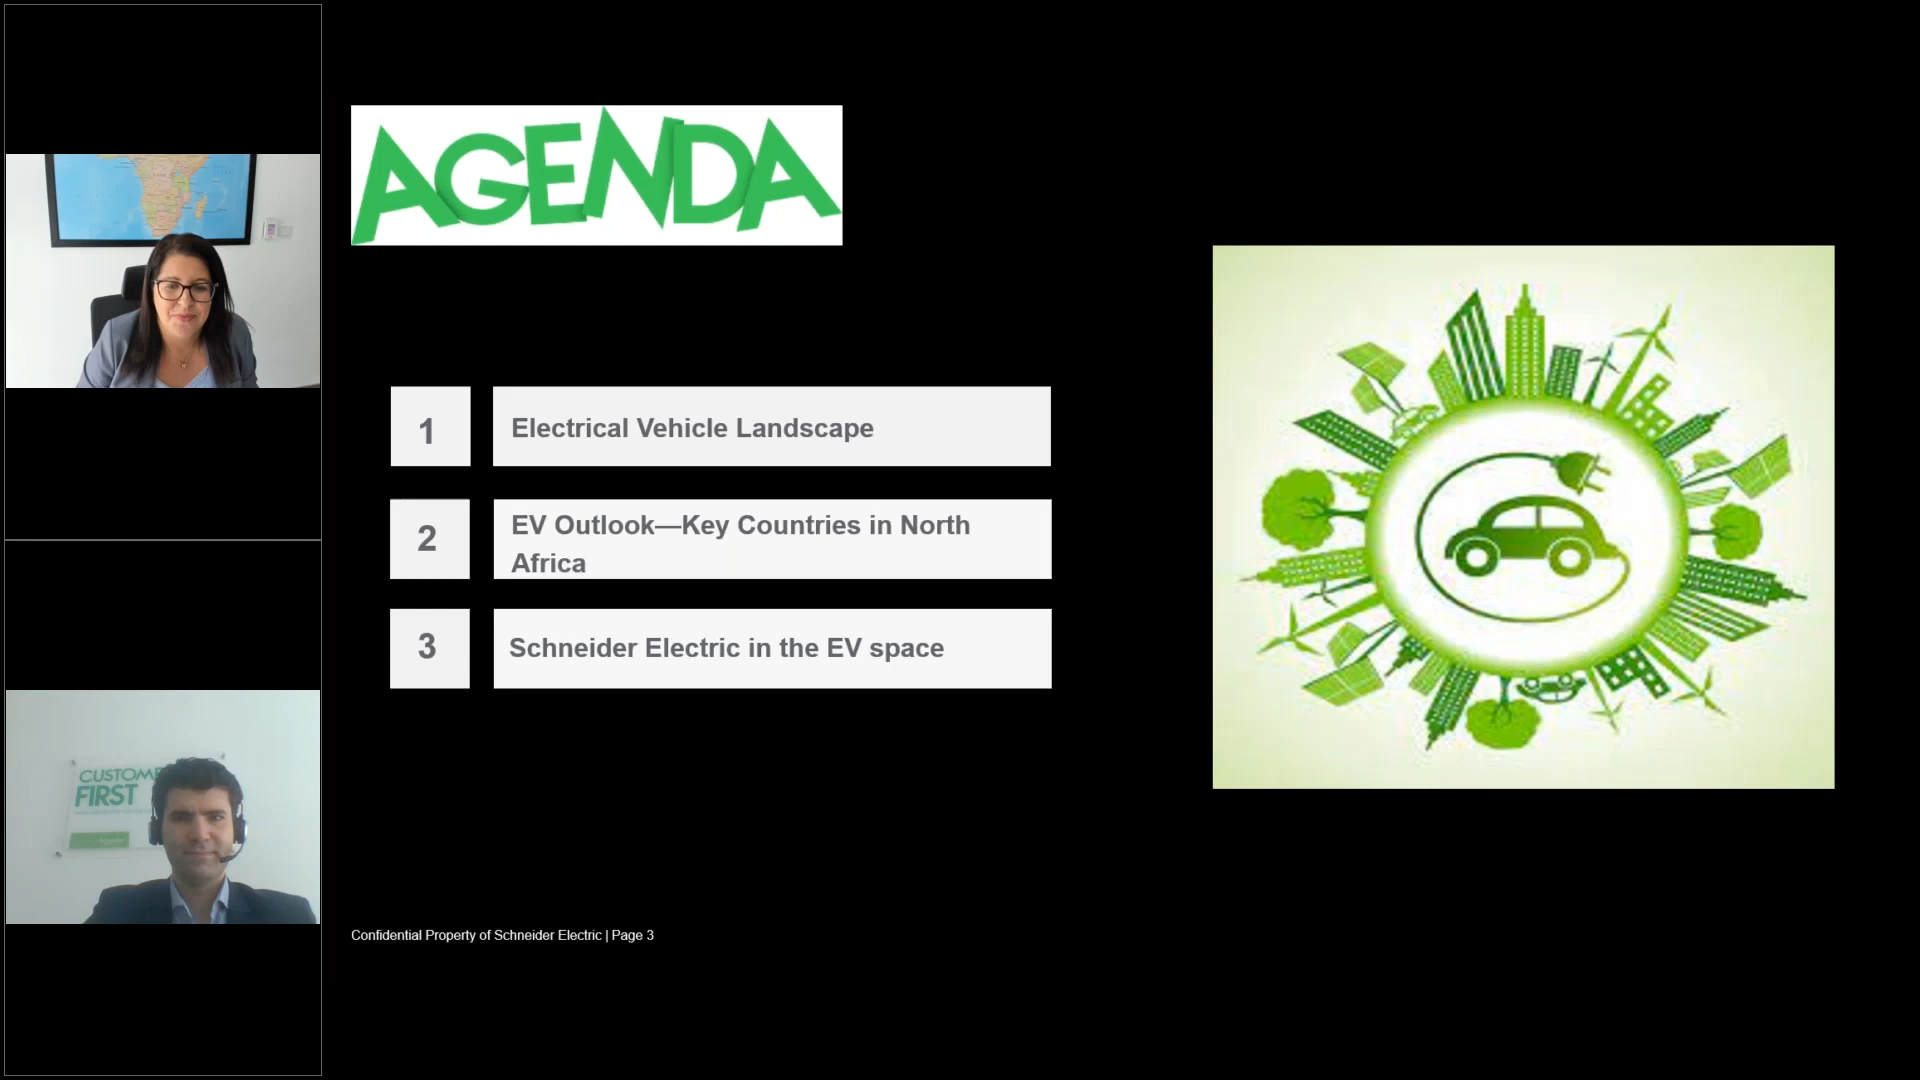 AGENDA
1
Electrical Vehicle Landscape
2
EV Outlook—Key Countries in North
Africa
3
Schneider Electric in the EV space
CUSTOME
FIRST
Confidential Property of Schneider Electric | Page 3